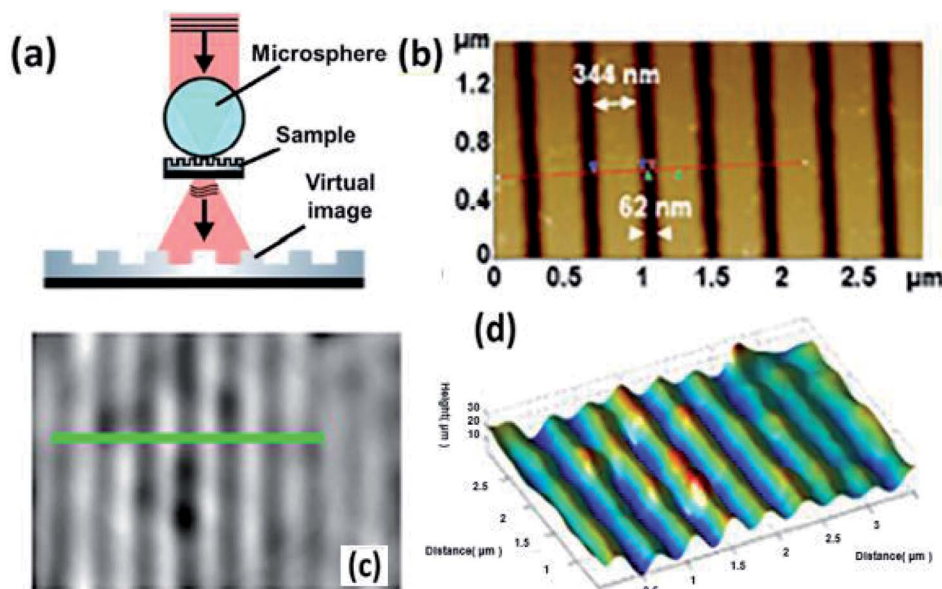 (a)
Microsphere
Sample
Virtual
image
(b)
μm
1.2
0.8
0.4
0
344 nm
62 nm
0 0.5 1 1.5 2 2.5 μm
(c)
(d)
Height( μm )
30
20
10
2.5
2
1.5
1
Distance( μm )
0.5
1
1.5
2
2.5
3
Distance( μm )